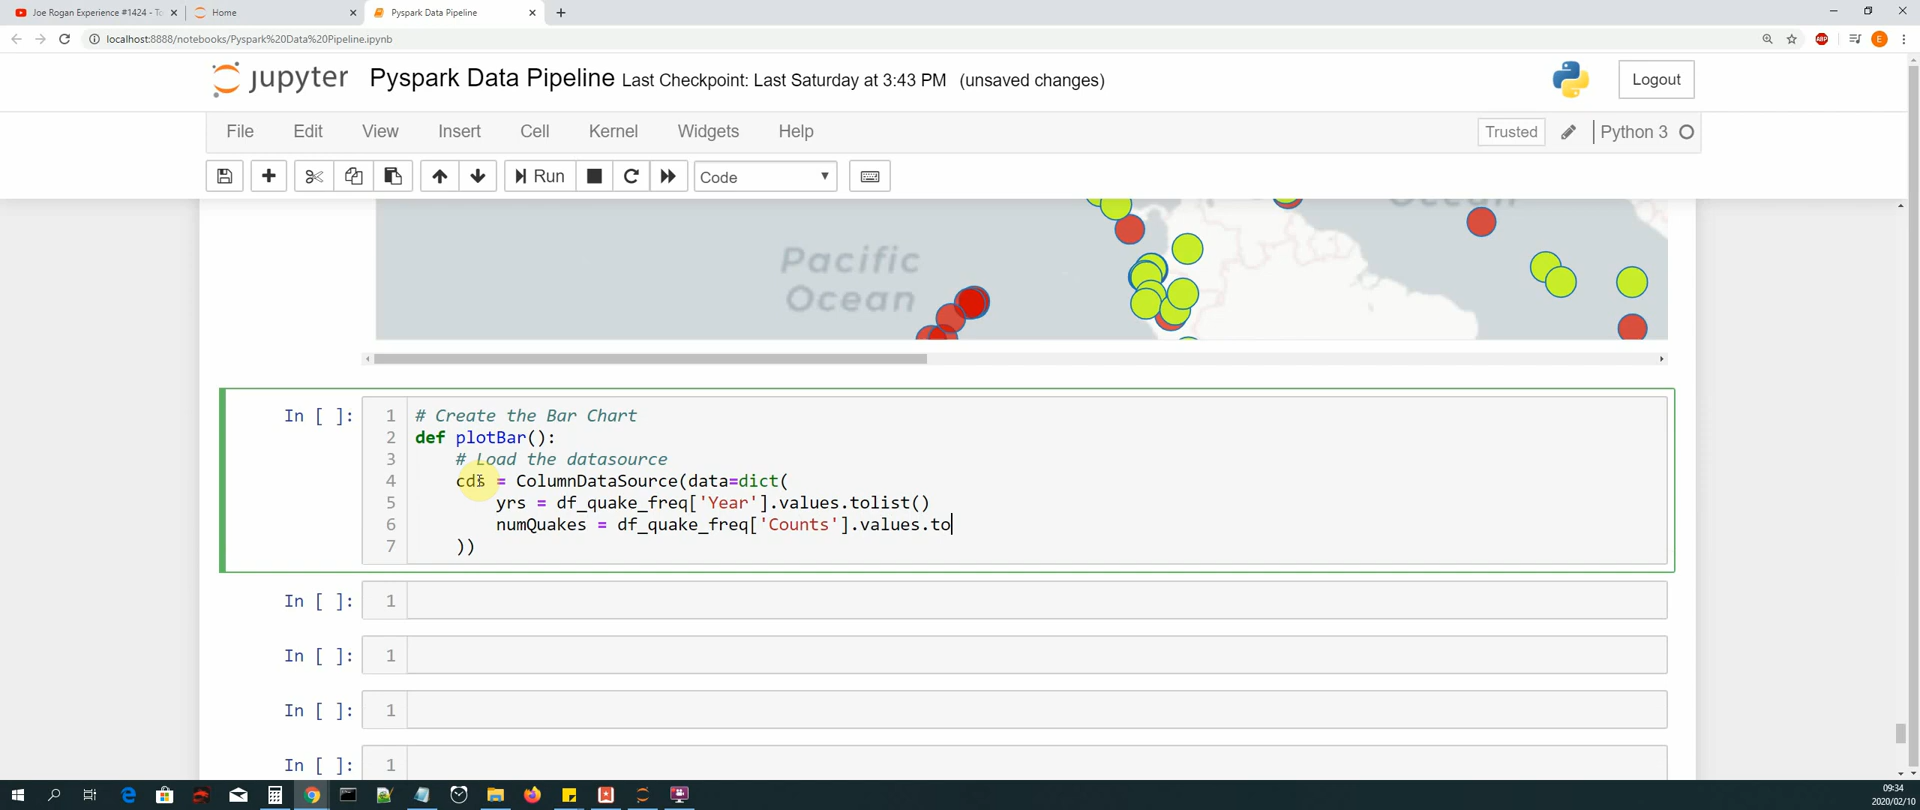 Joe Rogan Experience #1424 - To
Home
Pyspark Data Pipeline
localhost:8888/notebooks/Pyspark%20Data%20Pipeline.ipynb
ABP
E
jupyter Pyspark Data Pipeline Last Checkpoint: Last Saturday at 3:43 PM (unsaved changes)
Logout
File Edit View Insert Cell Kernel Widgets Help
Trusted Python 3
Run Code
Ocean
Pacific
Ocean
In [ ]: 1 # Create the Bar Chart
2 def plotBar():
3 # Load the datasource
4 cds = ColumnDataSource(data=dict(
5 yrs = df_quake_freq['Year'].values.tolist()
6 numQuakes = df_quake_freq['Counts'].values.to
7 ))
In [ ]: 1
In [ ]: 1
In [ ]: 1
In [ ]: 1
09:34
2020/02/10